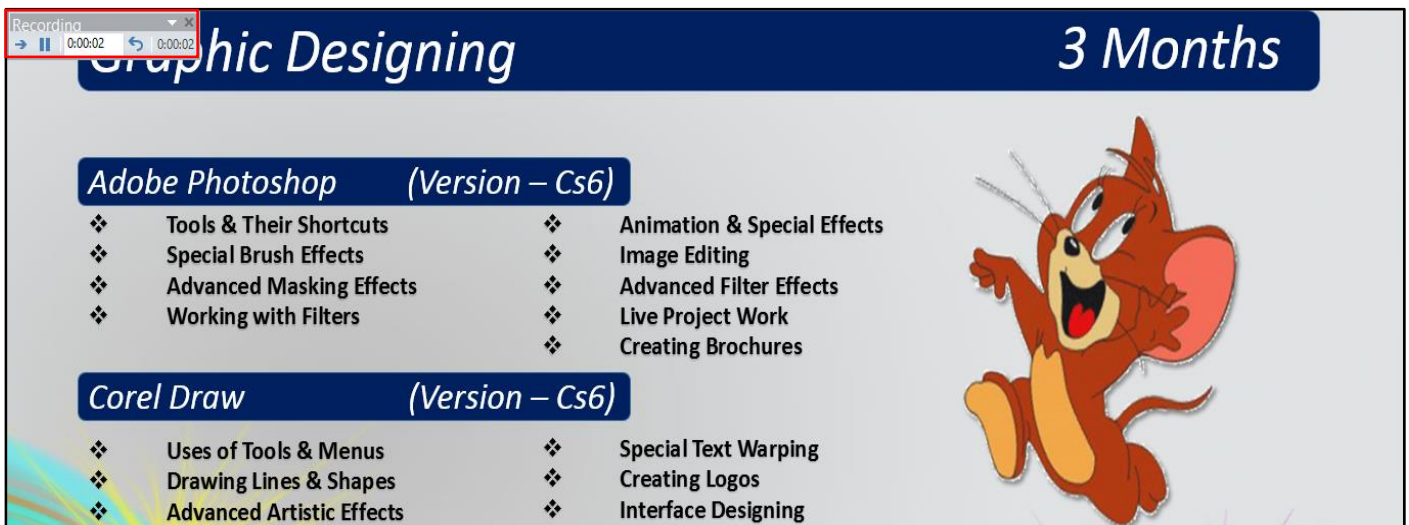 Recording
0:00:02 0:00:02
Graphic Designing 3 Months
Adobe Photoshop (Version – Cs6)
Tools & Their Shortcuts
Special Brush Effects
Advanced Masking Effects
Working with Filters
Animation & Special Effects
Image Editing
Advanced Filter Effects
Live Project Work
Creating Brochures
Corel Draw (Version – Cs6)
Uses of Tools & Menus
Drawing Lines & Shapes
Advanced Artistic Effects
Special Text Warping
Creating Logos
Interface Designing